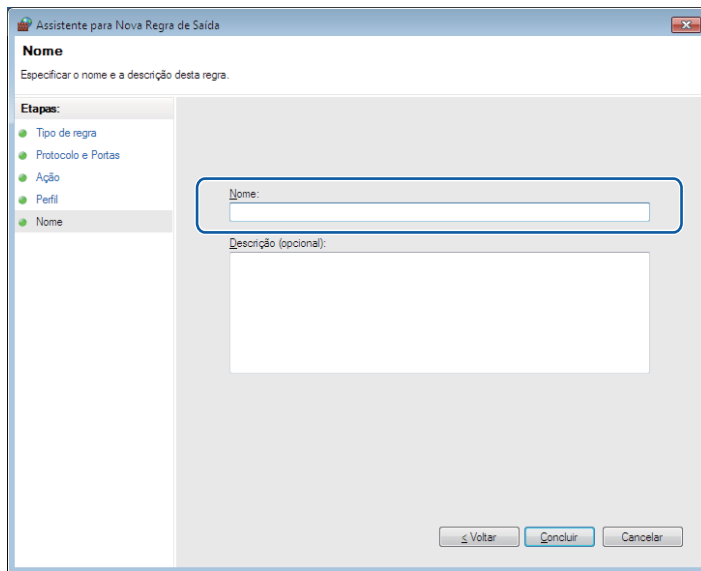 Assistente para Nova Regra de Saída
Nome
Especificar o nome e a descrição desta regra.
Etapas:
Tipo de regra
Protocolo e Portas
Ação
Perfil
Nome
Nome:
Descrição (opcional):
< Voltar
Concluir
Cancelar